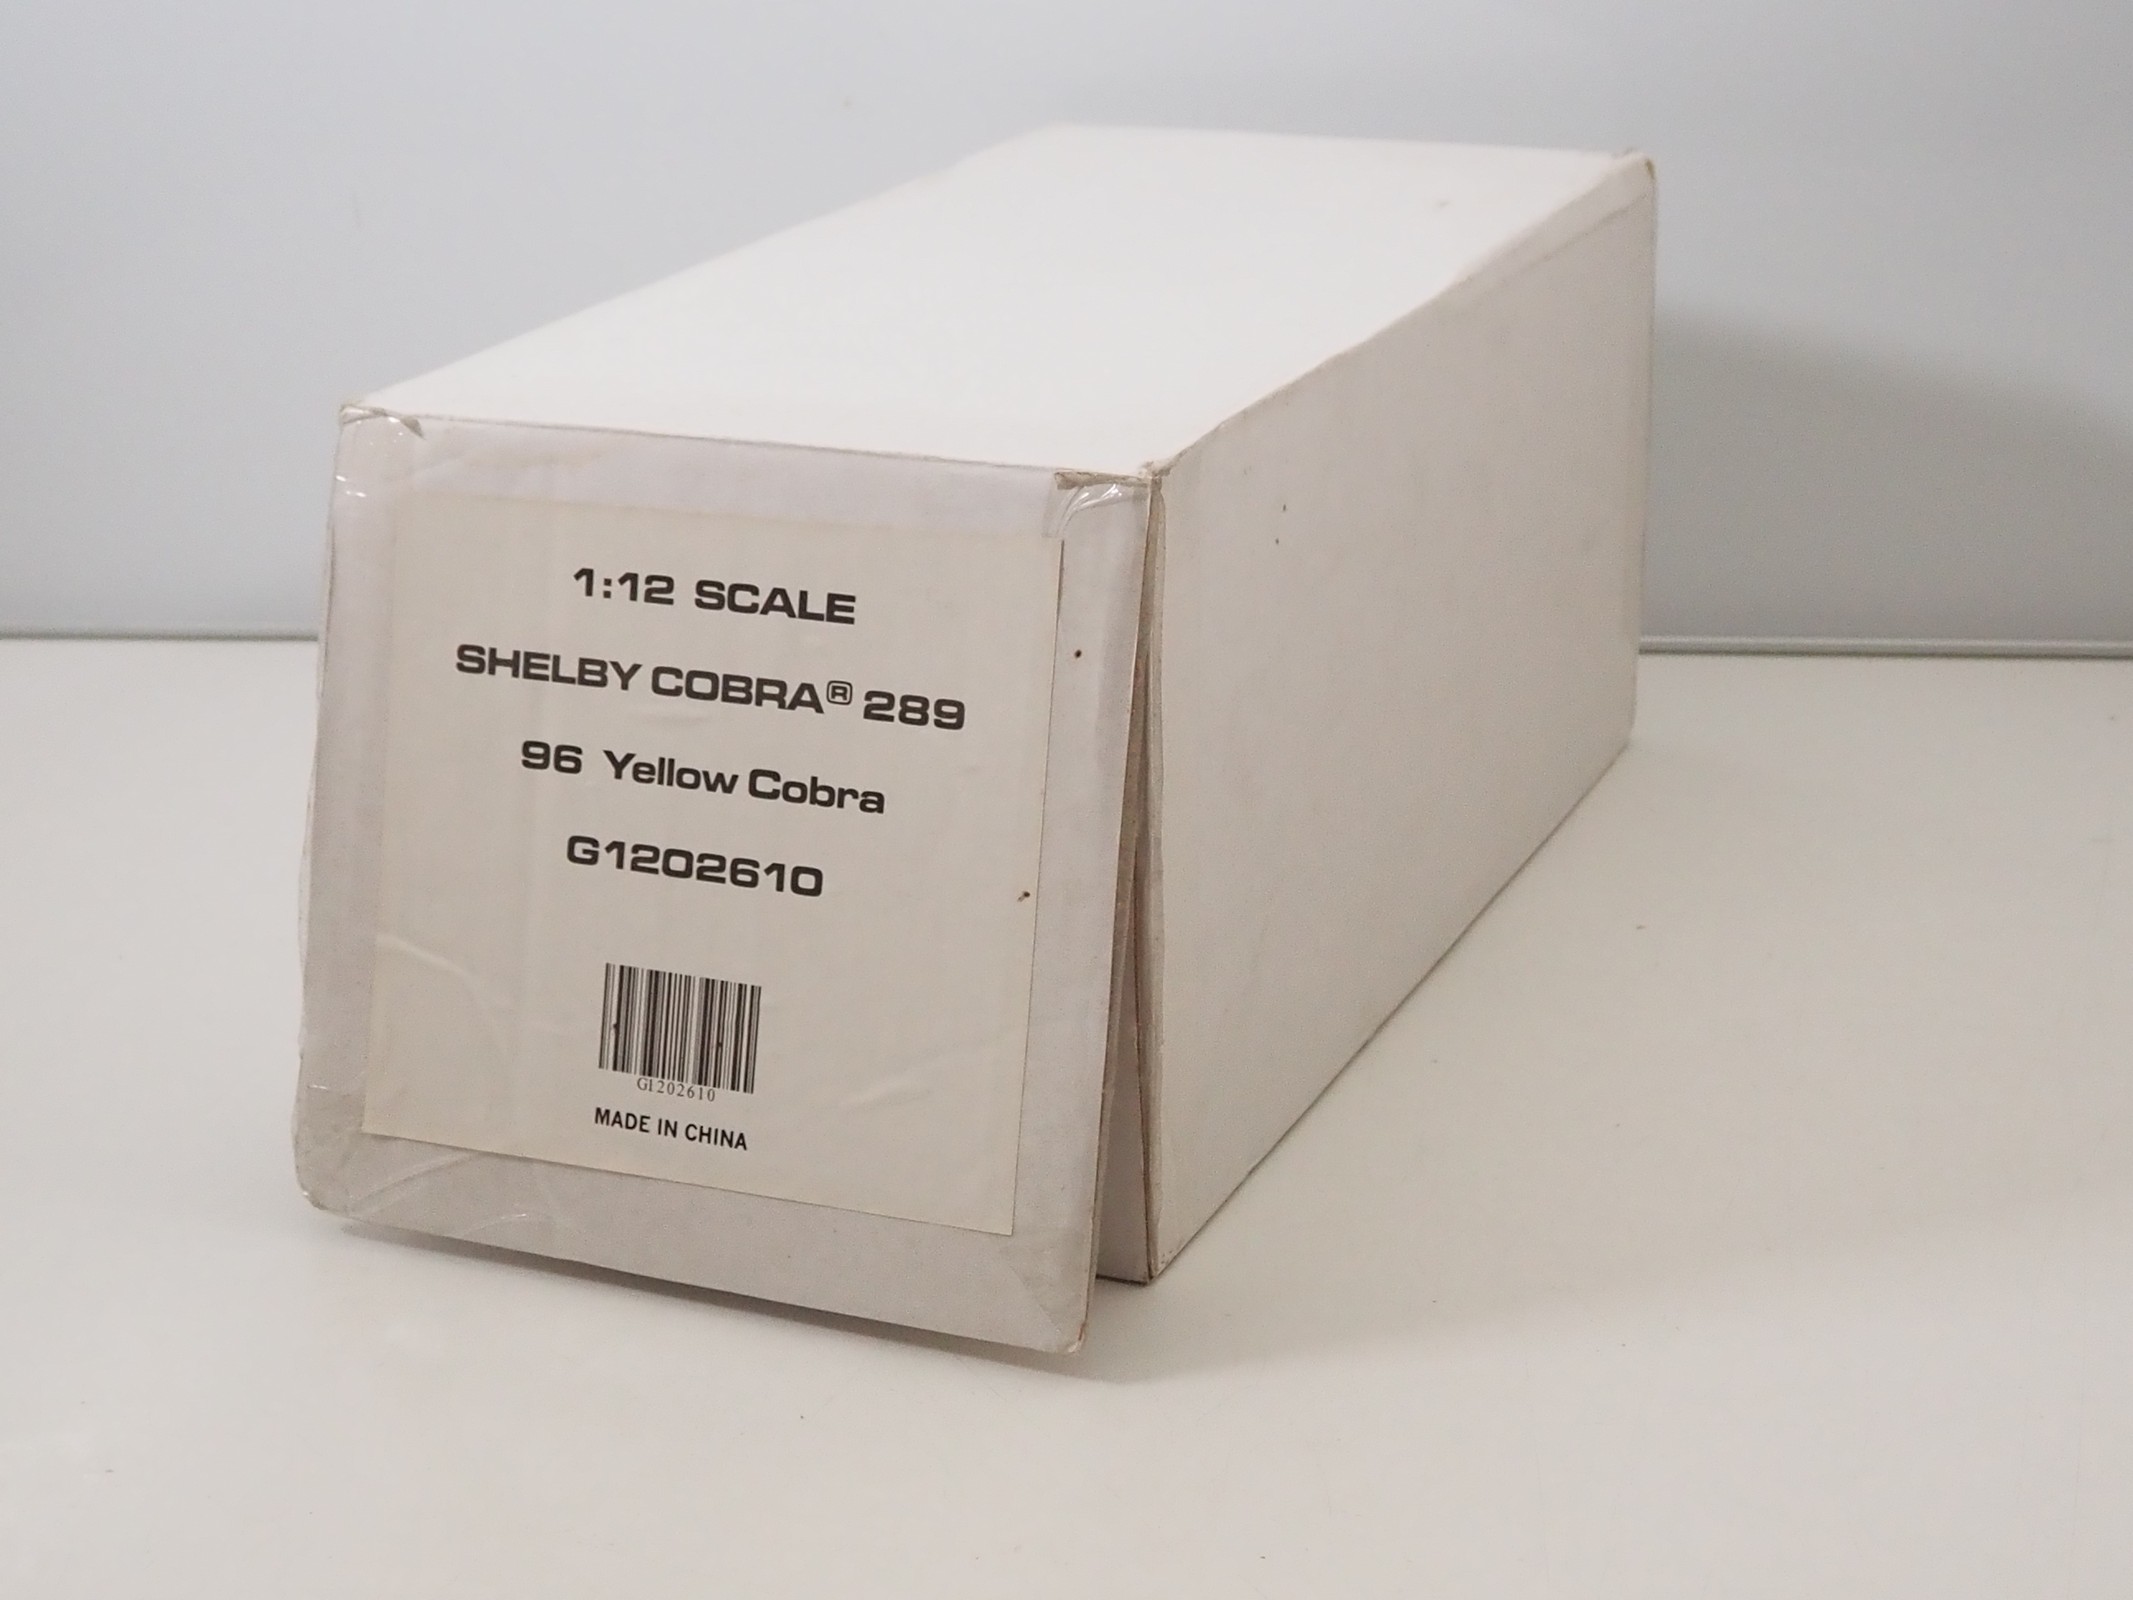 1:12 SCALE
SHELBY COBRA® 289
96 Yellow Cobra
G1202610
G1202610
MADE IN CHINA